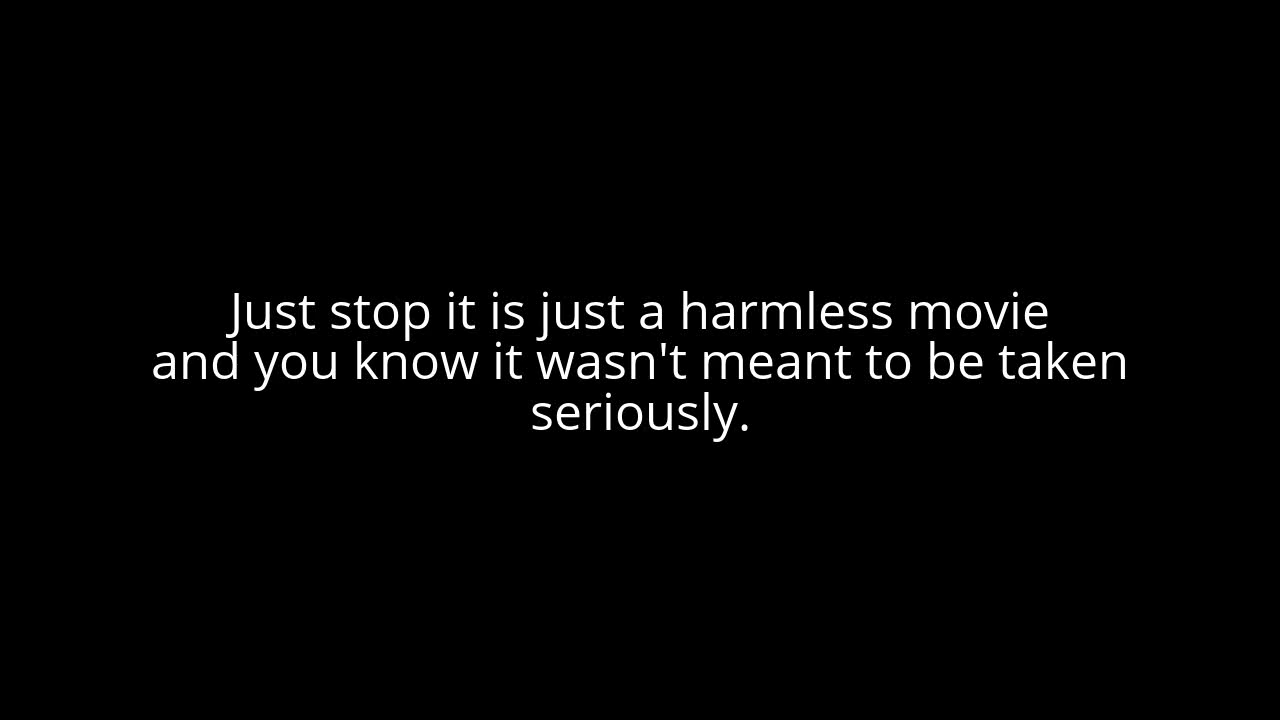 Just stop it is just a harmless movie
and you know it wasn't meant to be taken
seriously.